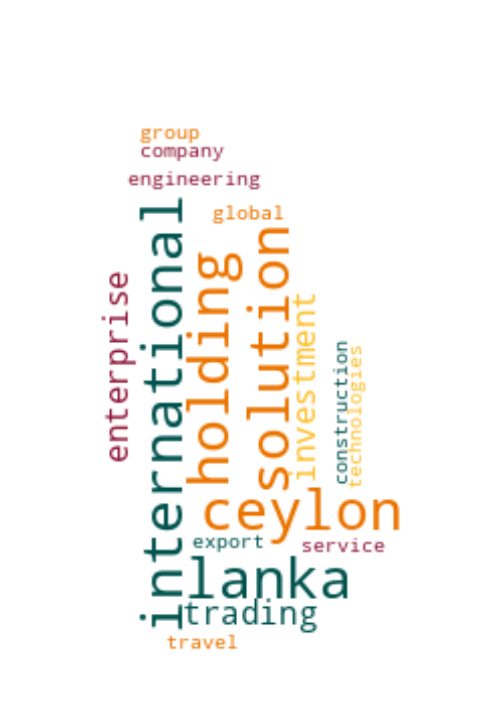 group
company
engineering
international
global
solution
holding
enterprise
investment
construction
technologies
ceylon
export
service
lanka
trading
travel